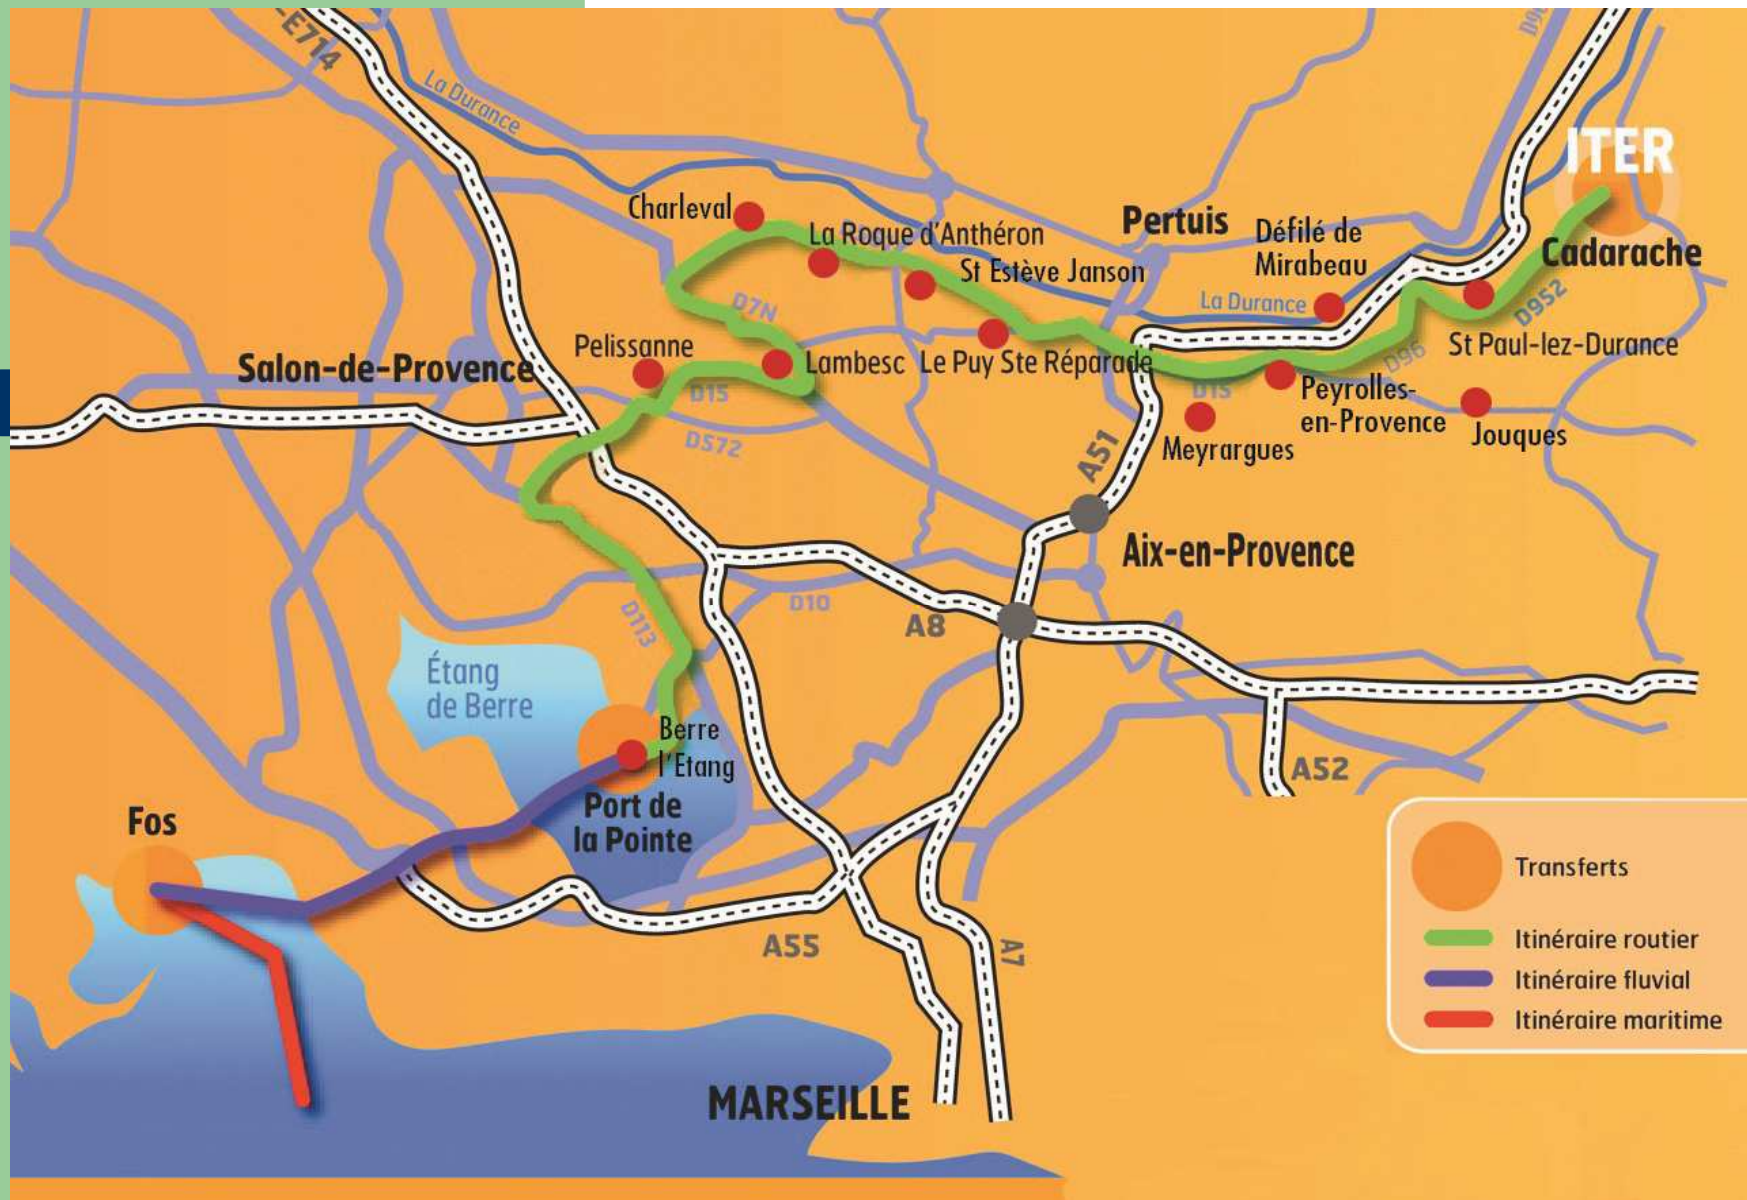 E714
D96
La Durance
ITER
Charleval
La Roque d'Anthéron
Pertuis
Défilé de
Mirabeau
Cadarache
St Estève Janson
La Durance
D952
D7N
Pelissanne
Salon-de-Provence
Lambesc
Le Puy Ste Réparade
D96
St Paul-lez-Durance
D15
D15
Peyrolles-
en-Provence
Jouques
Meyrargues
D572
A51
Aix-en-Provence
D113
D10
A8
Étang
de Berre
Berre
l'Etang
Port de
la Pointe
A52
Fos
A55
A7
MARSEILLE
Transferts
Itinéraire routier
Itinéraire fluvial
Itinéraire maritime